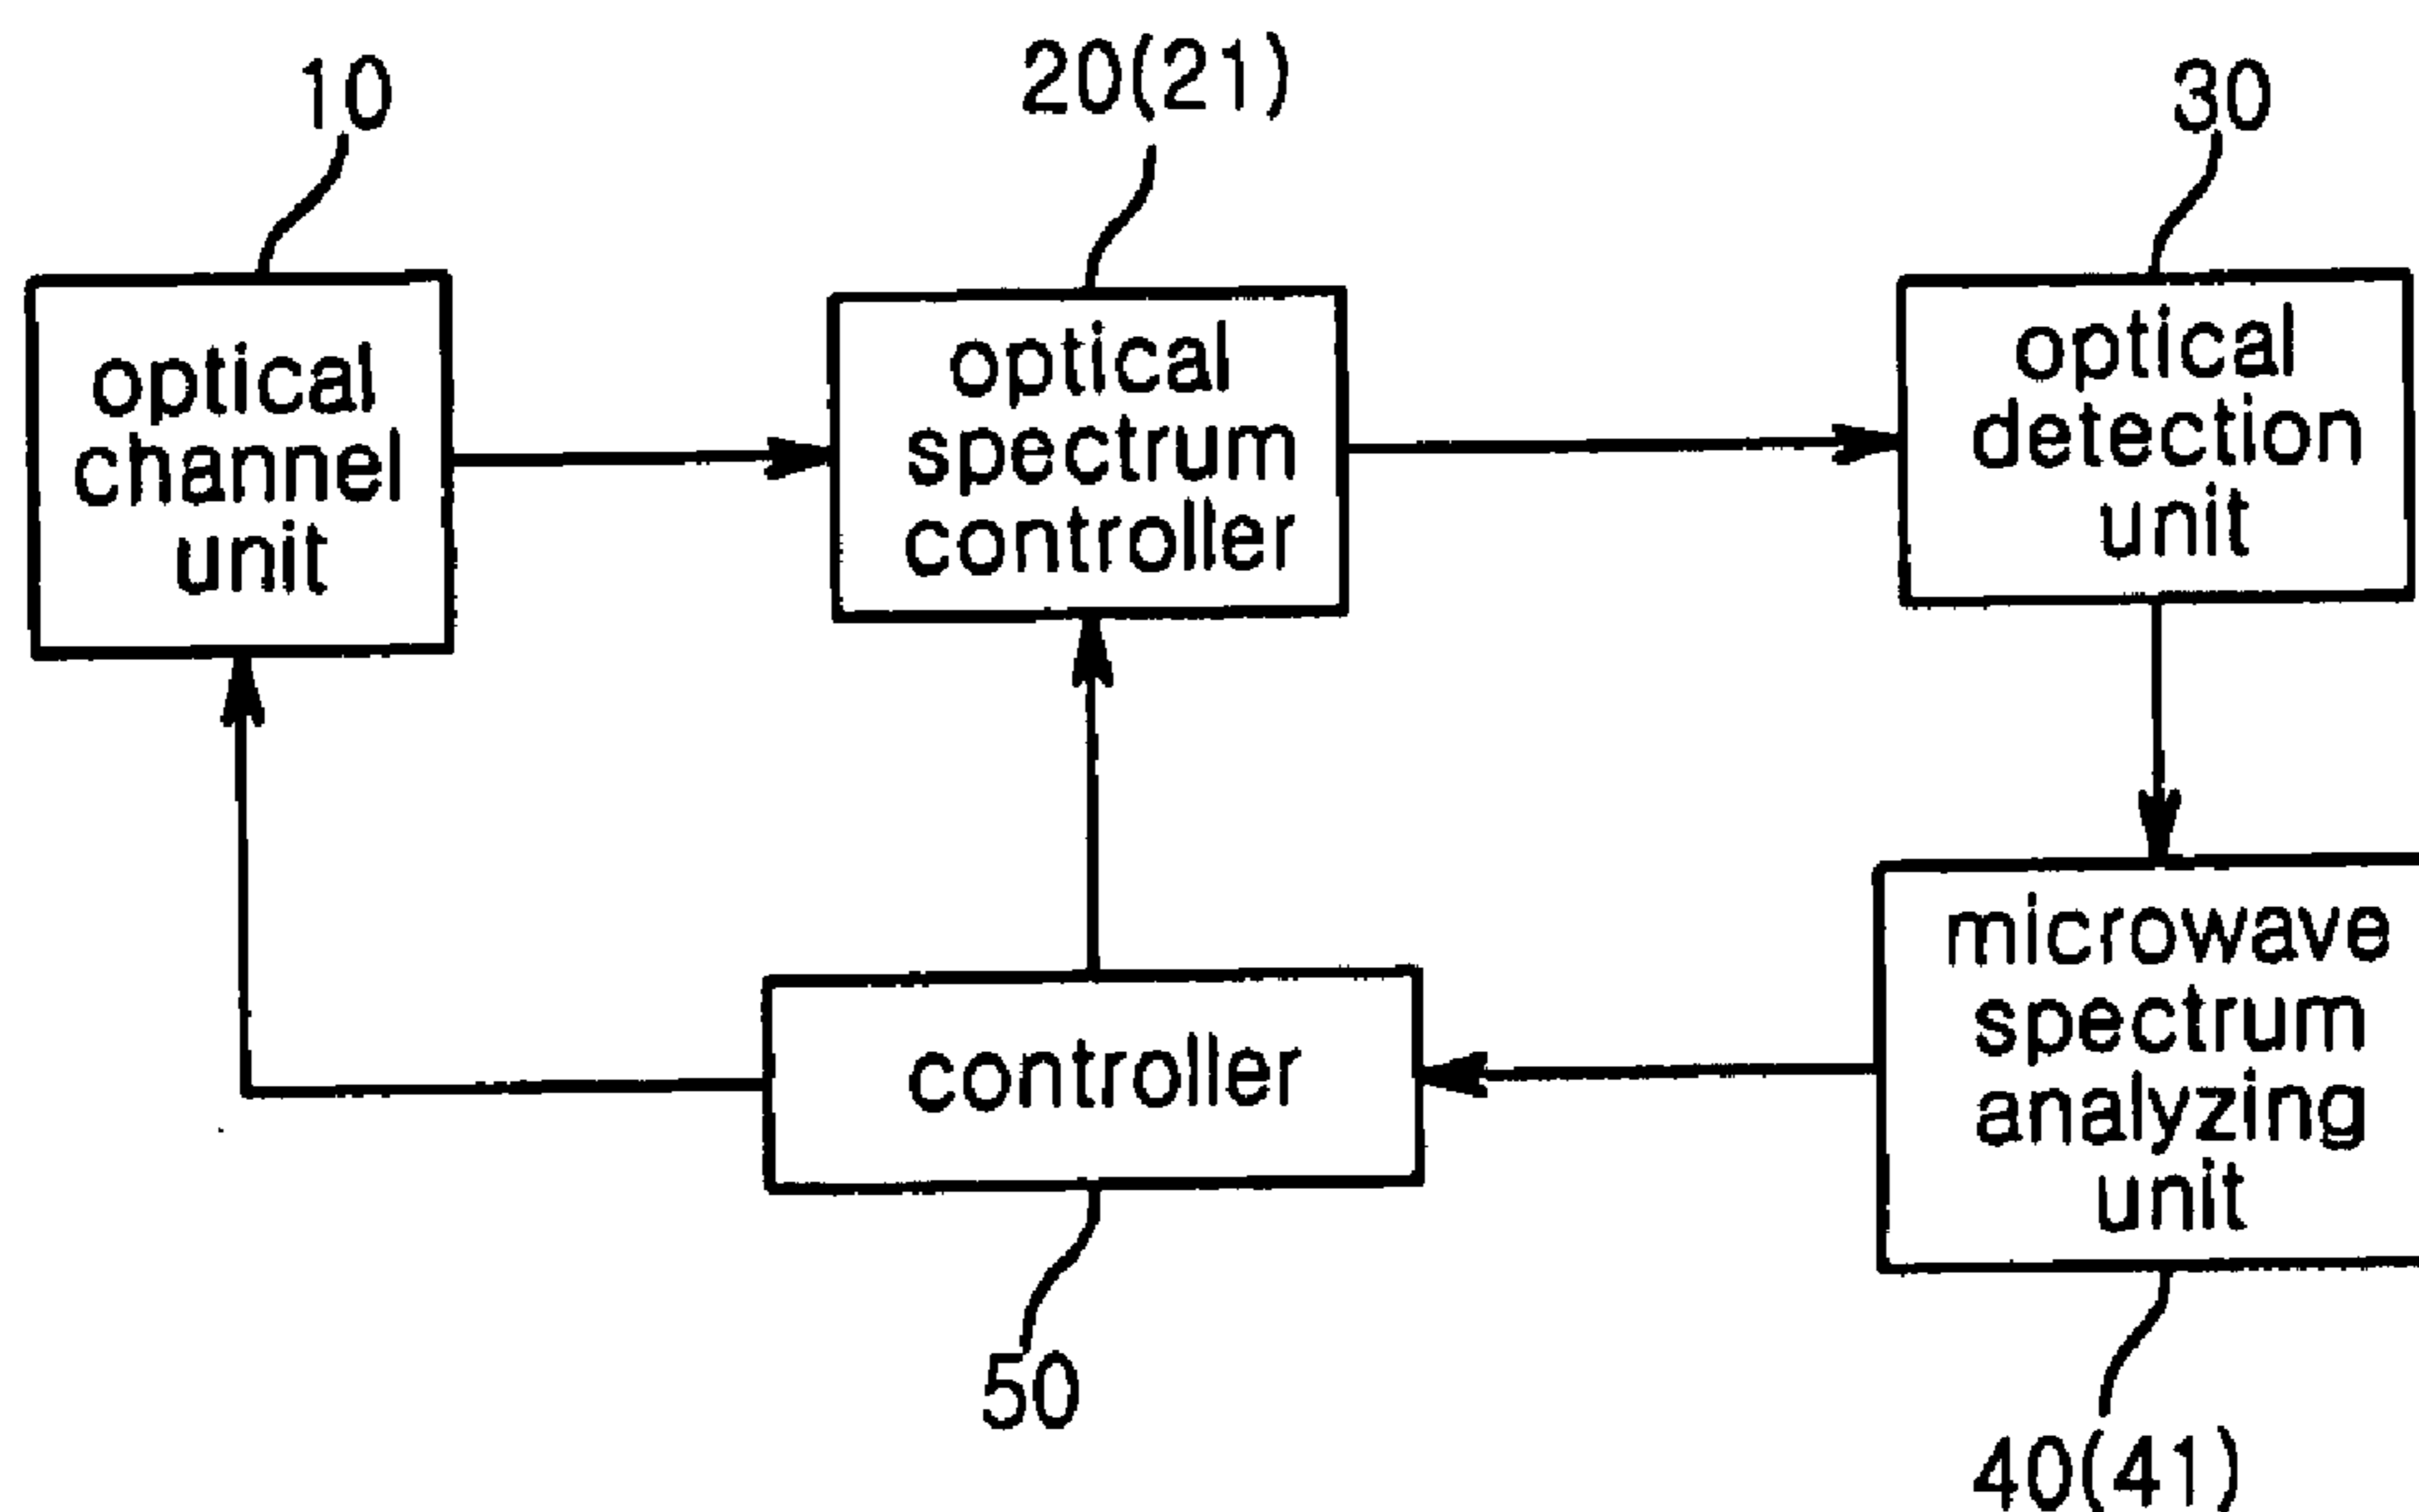 10
20(21)
30
optical
channel
unit
optical
spectrum
controller
optical
detection
unit
microwave
spectrum
analyzing
unit
controller
50
40(41)